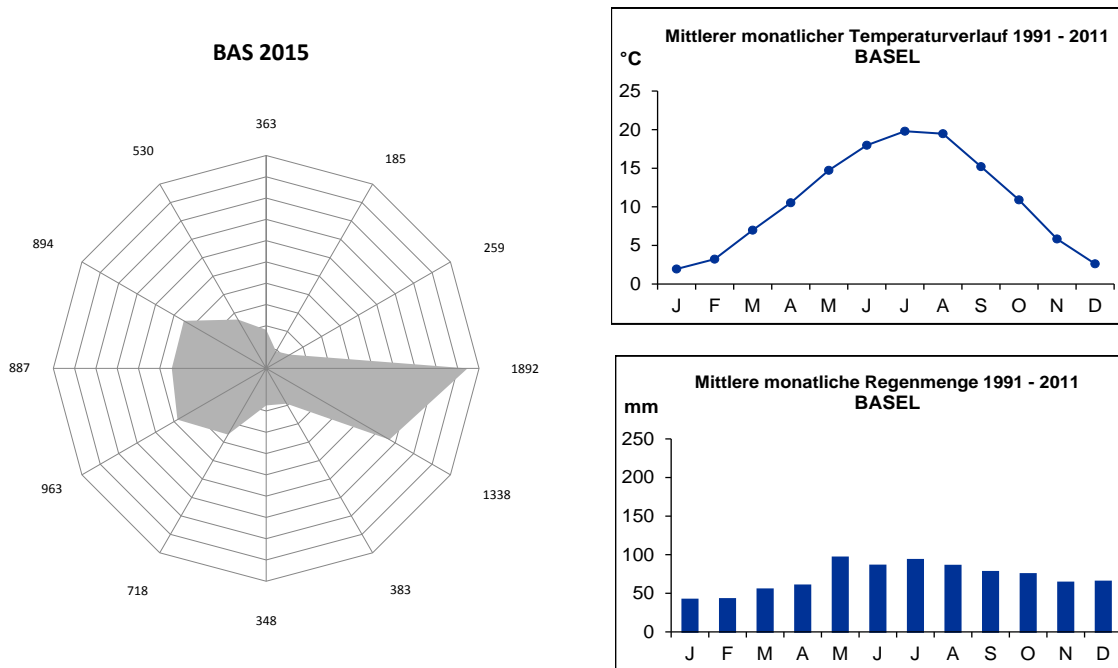 BAS 2015
363
185
259
1892
1338
383
348
718
963
887
894
530
Mittlerer monatlicher Temperaturverlauf 1991 - 2011
BASEL
°C
25
20
15
10
5
0
J F M A M J J A S O N D
Mittlere monatliche Regenmenge 1991 - 2011
BASEL
mm
250
200
150
100
50
0
J F M A M J J A S O N D